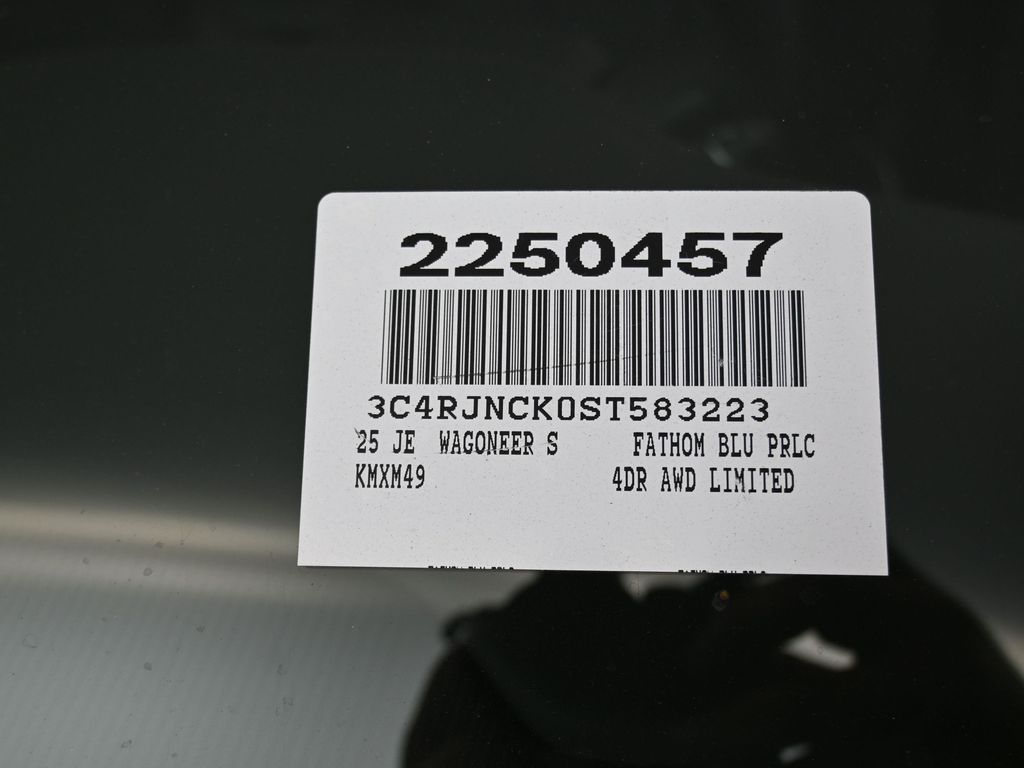 2250457
3C4RJNCK0ST583223
25 JE WAGONEER S FATHOM BLU PRLC
KMXM49 4DR AWD LIMITED